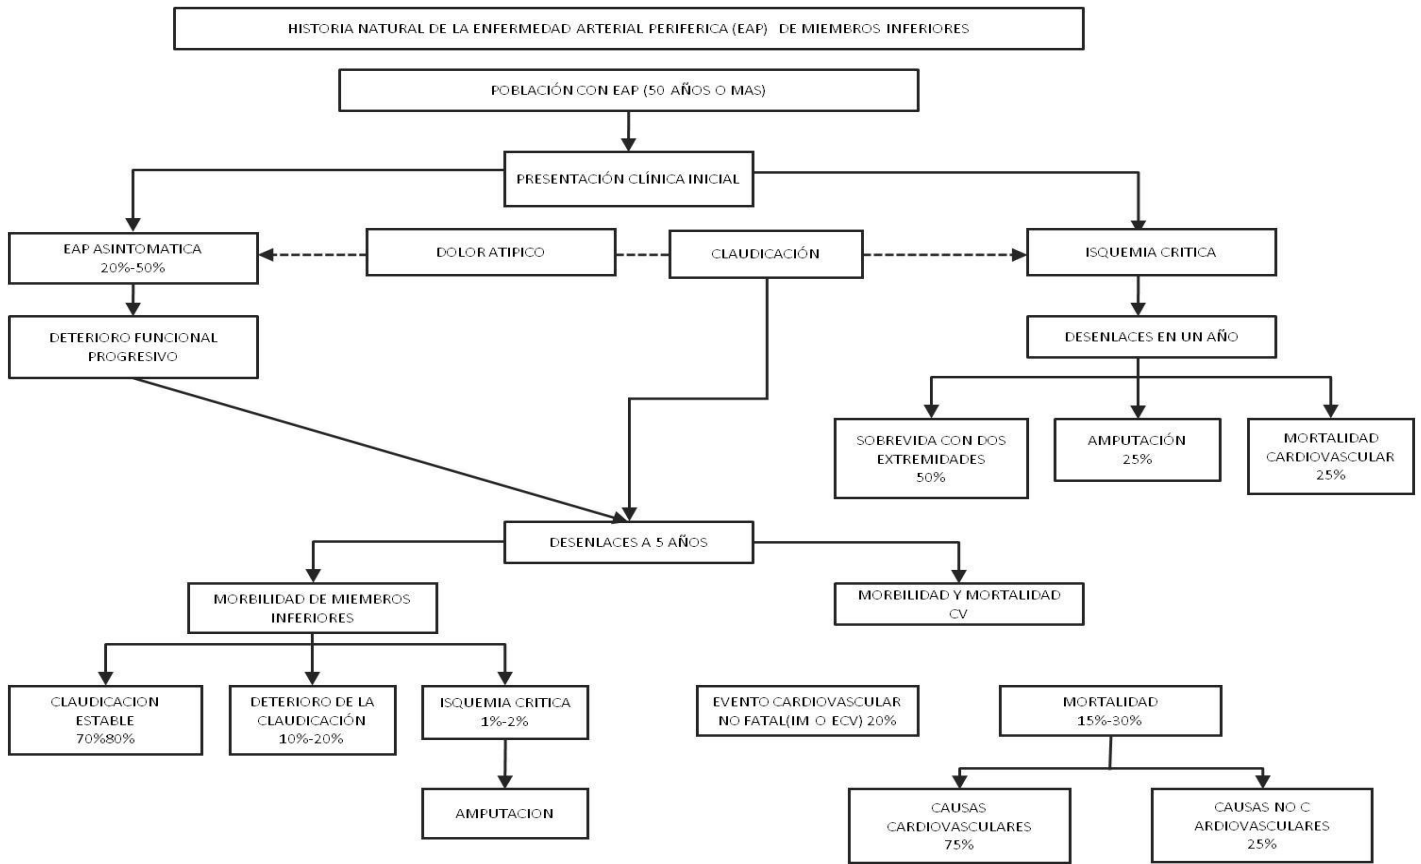 HISTORIA NATURAL DE LA ENFERMEDAD ARTERIAL PERIFERICA (EAP) DE MIEMBROS INFERIORES
POBLACIÓN CON EAP (50 AÑOS O MAS)
PRESENTACIÓN CLÍNICA INICIAL
EAP ASINTOMATICA
20%-50%
DOLOR ATIPICO
CLAUDICACIÓN
ISQUEMIA CRITICA
DETERIORO FUNCIONAL
PROGRESIVO
DESENLACES EN UN AÑO
SOBREVIDA CON DOS
EXTREMIDADES
50%
AMPUTACIÓN
25%
MORTALIDAD
CARDIOVASCULAR
25%
DESENLACES A 5 AÑOS
MORBILIDAD DE MIEMBROS
INFERIORES
MORBILIDAD Y MORTALIDAD
CV
CLAUDICACION
ESTABLE
70%80%
DETERIORO DE LA
CLAUDICACIÓN
10%-20%
ISQUEMIA CRITICA
1%-2%
EVENTO CARDIOVASCULAR
NO FATAL(IM O ECV) 20%
MORTALIDAD
15%-30%
AMPUTACION
CAUSAS
CARDIOVASCULARES
75%
CAUSAS NO C
ARDIOVASCULARES
25%